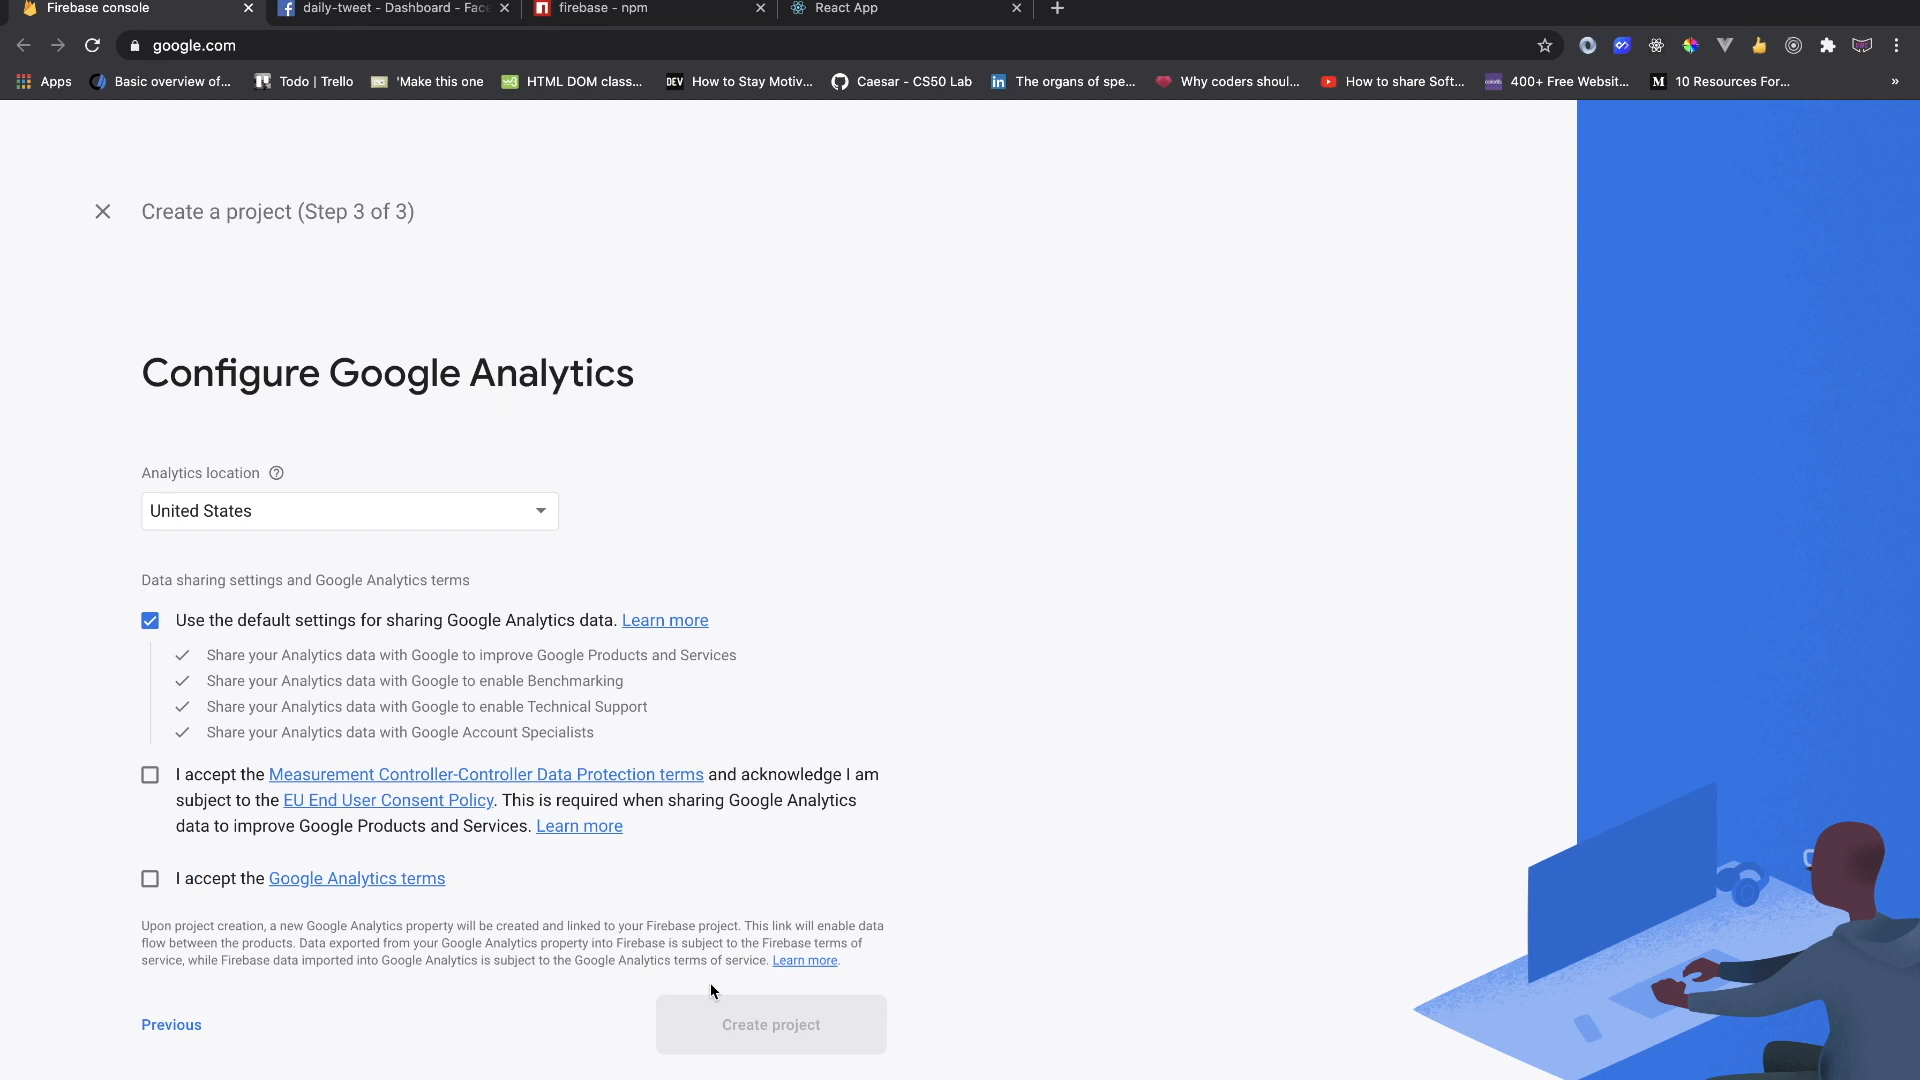 Firebase console
daily-tweet - Dashboard - Face
firebase - npm
React App
google.com
Apps
Basic overview of...
Todo | Trello
'Make this one
HTML DOM class...
DEV
How to Stay Motiv...
Caesar - CS50 Lab
The organs of spe...
Why coders shoul...
How to share Soft...
400+ Free Websit...
10 Resources For...
»
Create a project (Step 3 of 3)
Configure Google Analytics
Analytics location
United States
Data sharing settings and Google Analytics terms
Use the default settings for sharing Google Analytics data. Learn more
Share your Analytics data with Google to improve Google Products and Services
Share your Analytics data with Google to enable Benchmarking
Share your Analytics data with Google to enable Technical Support
Share your Analytics data with Google Account Specialists
I accept the Measurement Controller-Controller Data Protection terms and acknowledge I am
subject to the EU End User Consent Policy. This is required when sharing Google Analytics
data to improve Google Products and Services. Learn more
I accept the Google Analytics terms
Upon project creation, a new Google Analytics property will be created and linked to your Firebase project. This link will enable data
flow between the products. Data exported from your Google Analytics property into Firebase is subject to the Firebase terms of
service, while Firebase data imported into Google Analytics is subject to the Google Analytics terms of service. Learn more.
Previous
Create project